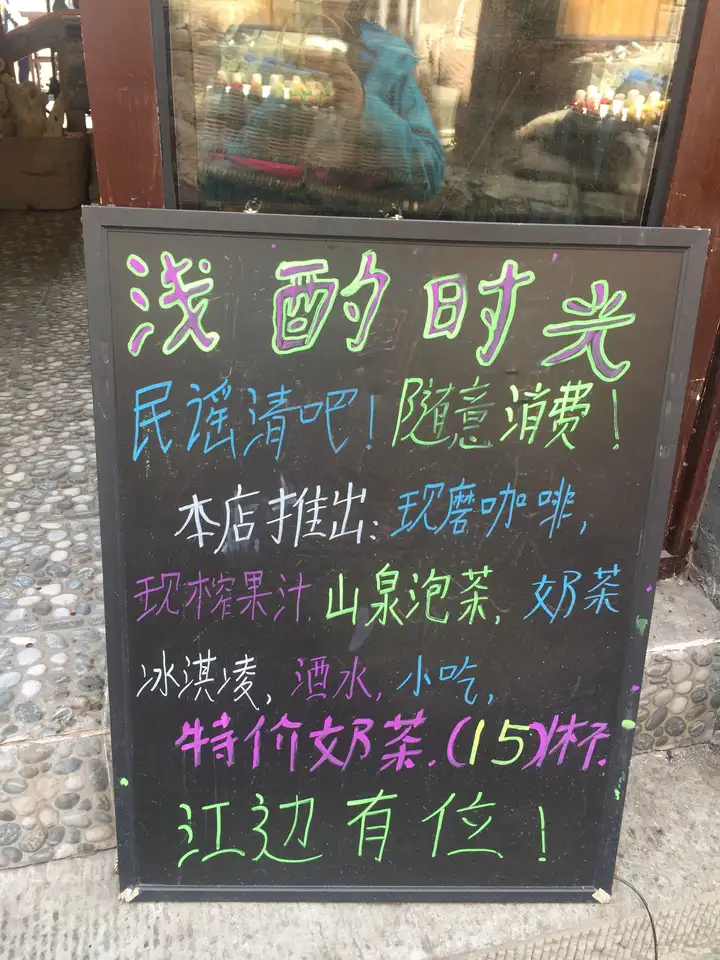 浅酌时光
民谣清吧！随意消费！
本店推出：现磨咖啡，
现榨果汁，山泉泡茶，奶茶
冰淇凌，酒水，小吃，
特价奶茶.(15)杯
江边有位！